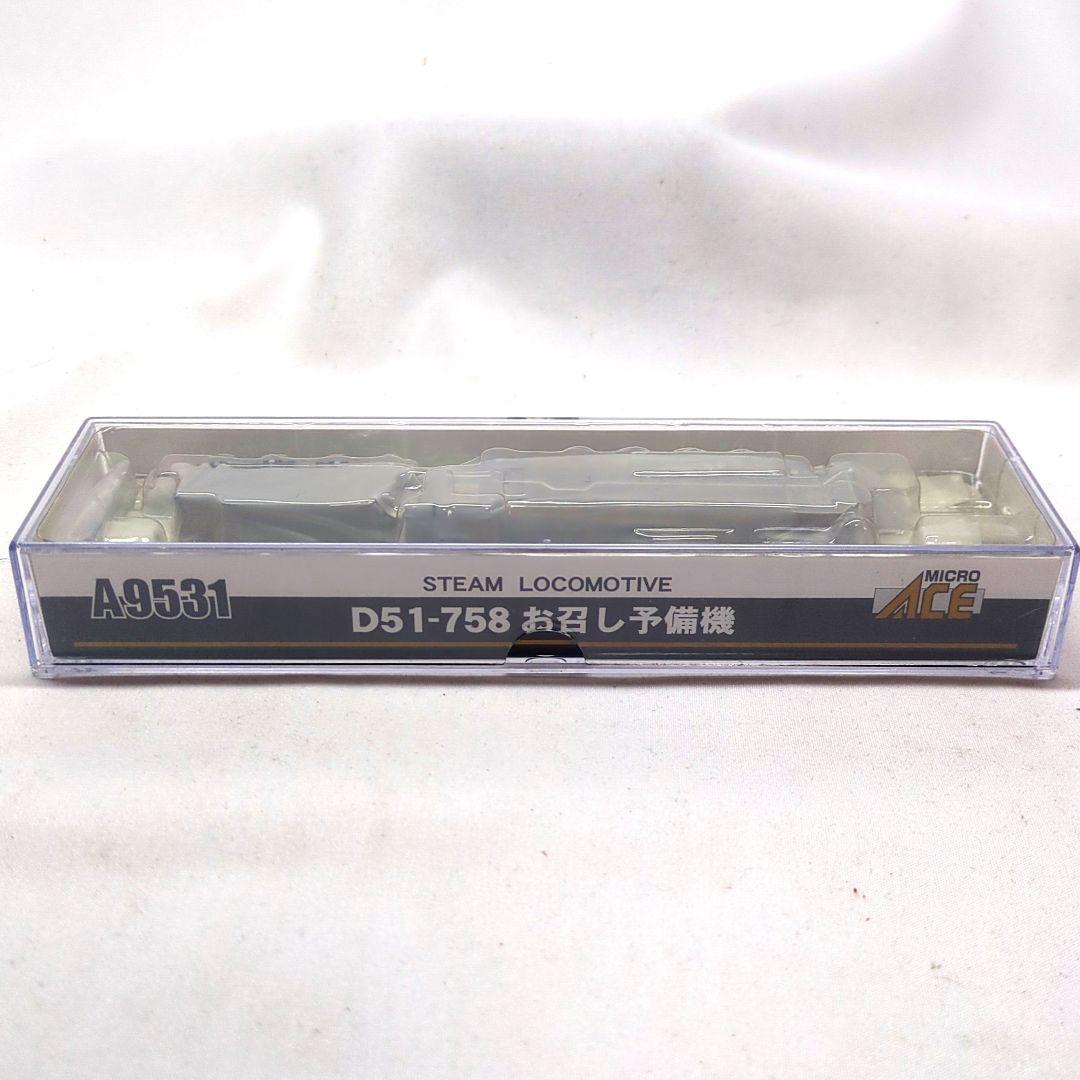 A9531
STEAM LOCOMOTIVE
D51-758 お召し予備機
MICRO
ACE